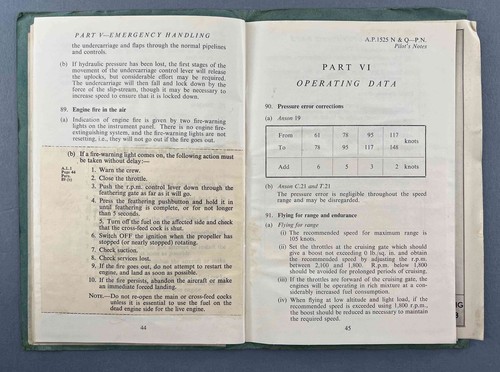 PART V—EMERGENCY HANDLING
the undercarriage and flaps through the normal pipelines
and controls.
(b) If hydraulic pressure has been lost, the first stages of the
movement of the undercarriage control lever will release
the uplocks, but considerable effort may be required.
The undercarriage will then fall and lock down by the
force of the slip-stream, though it may be necessary to
increase speed to ensure that it is locked down.
89. Engine fire in the air
(a) Indication of engine fire is given by two fire-warning
lights on the instrument panel. There is no engine fire-
extinguishing system, and the fire-warning lights are not
resetting, i.e., they will not go out if the fire goes out.
(b) If a fire-warning light comes on, the following action must
be taken without delay:—
A.L.1
Page 44
Para.
89 (b)
1. Warn the crew.
2. Close the throttle.
3. Push the r.p.m. control lever down through the
feathering gate as far as it will go.
4. Press the feathering pushbutton and hold it in
until feathering is complete, or for not longer
than 5 seconds.
5. Turn off the fuel on the affected side and check
that the cross-feed cock is shut.
6. Switch OFF the ignition when the propeller has
stopped (or nearly stopped) rotating.
7. Check suction.
8. Check services lost.
9. If the fire goes out, do not attempt to restart the
engine, and land as soon as possible.
10. If the fire persists, abandon the aircraft or make
an immediate forced landing.
NOTE.—Do not re-open the main or cross-feed cocks
unless it is essential to use the fuel on the
dead engine side for the live engine.
44
A.P.1525 N & Q—P.N.
Pilot's Notes
PART VI
OPERATING DATA
90. Pressure error corrections
(a) Anson 19
From 61 78 95 117
knots
To 78 95 117 148
Add 6 5 3 2 knots
(b) Anson C.21 and T.21
The pressure error is negligible throughout the speed
range and may be disregarded.
91. Flying for range and endurance
(a) Flying for range
(i) The recommended speed for maximum range is
105 knots.
(ii) Set the throttles at the cruising gate which should
give a boost not exceeding 0 lb./sq. in. and obtain
the recommended speed by adjusting the r.p.m.
between 2,100 and 1,800. R.p.m. below 1,800
should be avoided for prolonged periods of cruising.
(iii) If the throttles are forward of the cruising gate, the
engines will be operating in rich mixture at a con-
siderably increased fuel consumption.
(iv) When flying at low altitude and light load, if the
recommended speed is exceeded using 1,800 r.p.m.,
the boost should be reduced as necessary to maintain
the required speed.
45